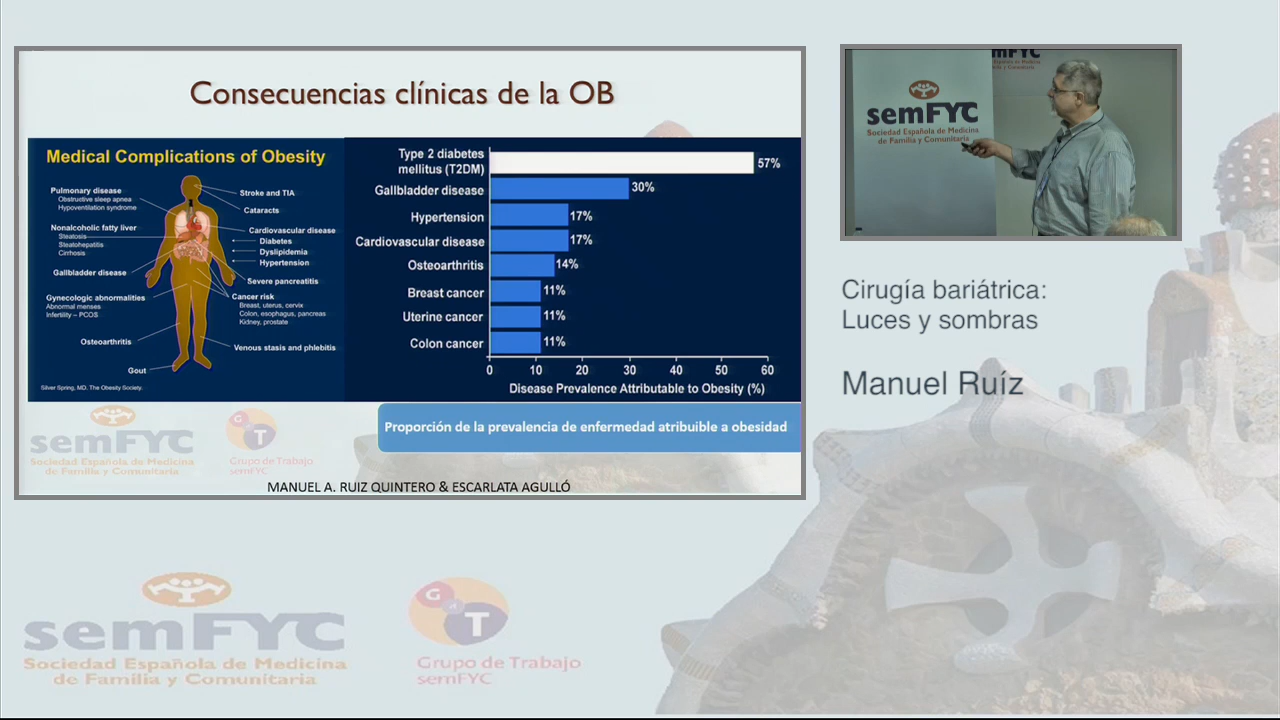 Consecuencias clínicas de la OB
Medical Complications of Obesity
Pulmonary disease
Obstructive sleep apnea
Hypoventilation syndrome
Nonalcoholic fatty liver
Steatosis
Steatohepatitis
Cirrhosis
Gallbladder disease
Gynecologic abnormalities
Abnormal menses
Infertility – PCOS
Osteoarthritis
Gout
Stroke and TIA
Cataracts
Cardiovascular disease
Diabetes
Dyslipidemia
Hypertension
Severe pancreatitis
Cancer risk
Breast, uterus, cervix
Colon, esophagus, pancreas
Kidney, prostate
Venous stasis and phlebitis
Silver Spring, MD. The Obesity Society.
Type 2 diabetes
mellitus (T2DM) 57%
Gallbladder disease 30%
Hypertension 17%
Cardiovascular disease 17%
Osteoarthritis 14%
Breast cancer 11%
Uterine cancer 11%
Colon cancer 11%
0 10 20 30 40 50 60
Disease Prevalence Attributable to Obesity (%)
Proporción de la prevalencia de enfermedad atribuible a obesidad
semFYC
Sociedad Española de Medicina
de Familia y Comunitaria
G d T
Grupo de Trabajo
semFYC
MANUEL A. RUIZ QUINTERO & ESCARLATA AGULLÓ
semFYC
semFYC
Sociedad Española de Medicina
de Familia y Comunitaria
Cirugía bariátrica:
Luces y sombras
Manuel Ruíz
semFYC
Sociedad Española de Medicina
de Familia y Comunitaria
G d T
Grupo de Trabajo
semFYC